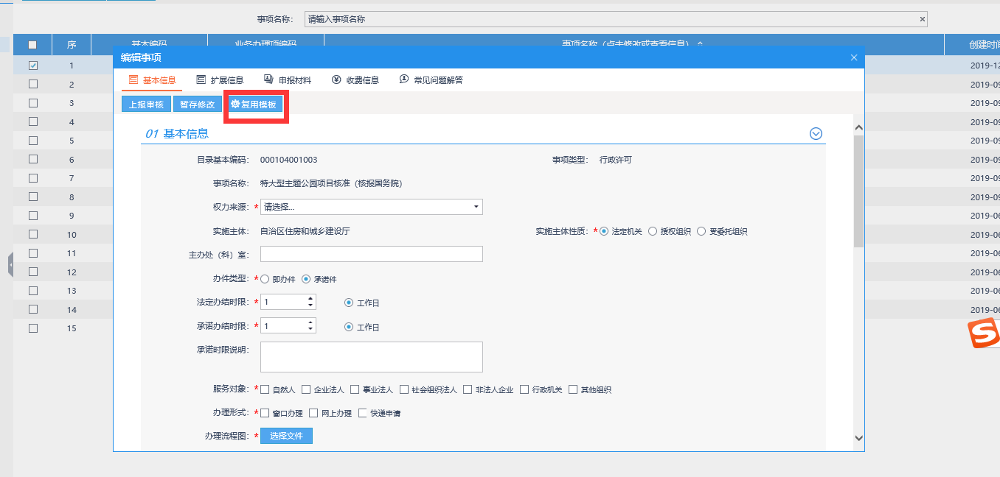 事项名称： 请输入事项名称 ×
序 基本编码 业务办理项编码 事项名称（点击修改或查看信息） 创建时间
编辑事项 ×
基本信息 扩展信息 申报材料 收费信息 常见问题解答
上报审核 暂存修改 复用模板
01 基本信息
目录基本编码： 000104001003 事项类型： 行政许可
事项名称： 特大型主题公园项目核准（核报国务院）
权力来源：* 请选择...
实施主体： 自治区住房和城乡建设厅 实施主体性质：* 法定机关 授权组织 受委托组织
主办处（科）室：
办件类型：* 即办件 承诺件
法定办结时限：* 1 工作日
承诺办结时限：* 1 工作日
承诺时限说明：
服务对象：* 自然人 企业法人 事业法人 社会组织法人 非法人企业 行政机关 其他组织
办理形式：* 窗口办理 网上办理 快递申请
办理流程图：* 选择文件
1 2019-12
2 2019-09
3 2019-09
4 2019-09
5 2019-09
6 2019-09
7 2019-09
8 2019-09
9 2019-06
10 2019-06
11 2019-06
12 2019-06
13 2019-06
14 2019-06
15
S